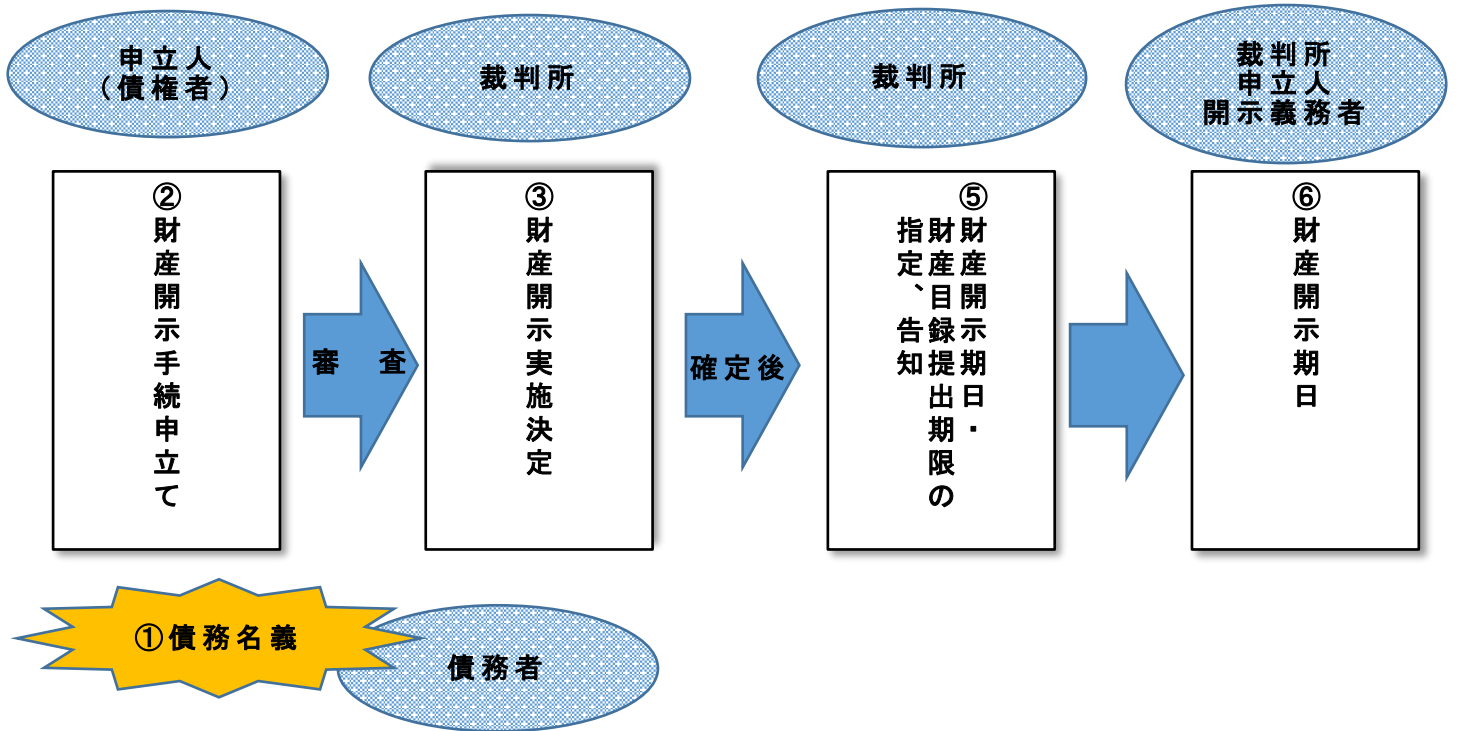 申立人
（債権者）
裁判所
裁判所
裁判所
申立人
開示義務者
②財産開示手続申立て
審　査
③財産開示実施決定
確定後
⑤財産開示期日・
財産目録提出期限の
指定、告知
⑥財産開示期日
①債務名義
債務者